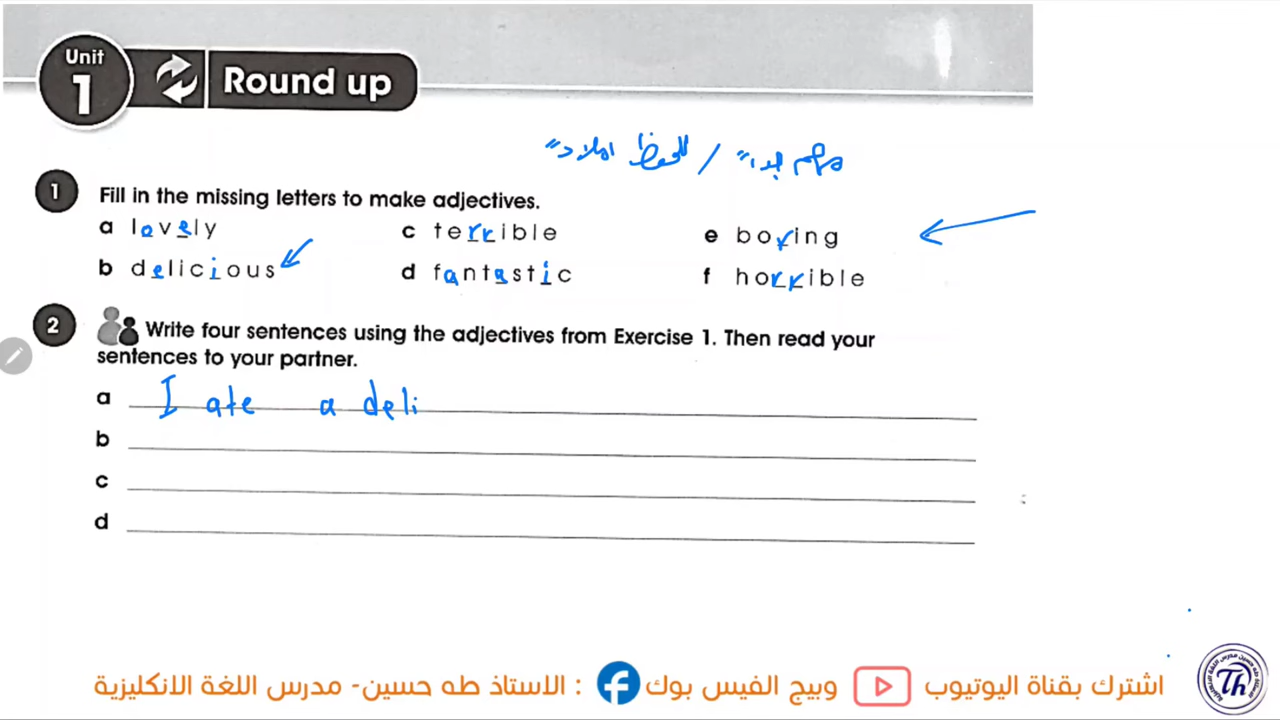 Unit
1
Round up
هام جداً / للحفظ املاء
1 Fill in the missing letters to make adjectives.
a lovely c terrible e boring
b delicious d fantastic f horrible
2 Write four sentences using the adjectives from Exercise 1. Then read your
sentences to your partner.
a I ate a deli
b
c
d
اشترك بقناة اليوتيوب وبيج الفيس بوك : الاستاذ طه حسين- مدرس اللغة الانكليزية
Th